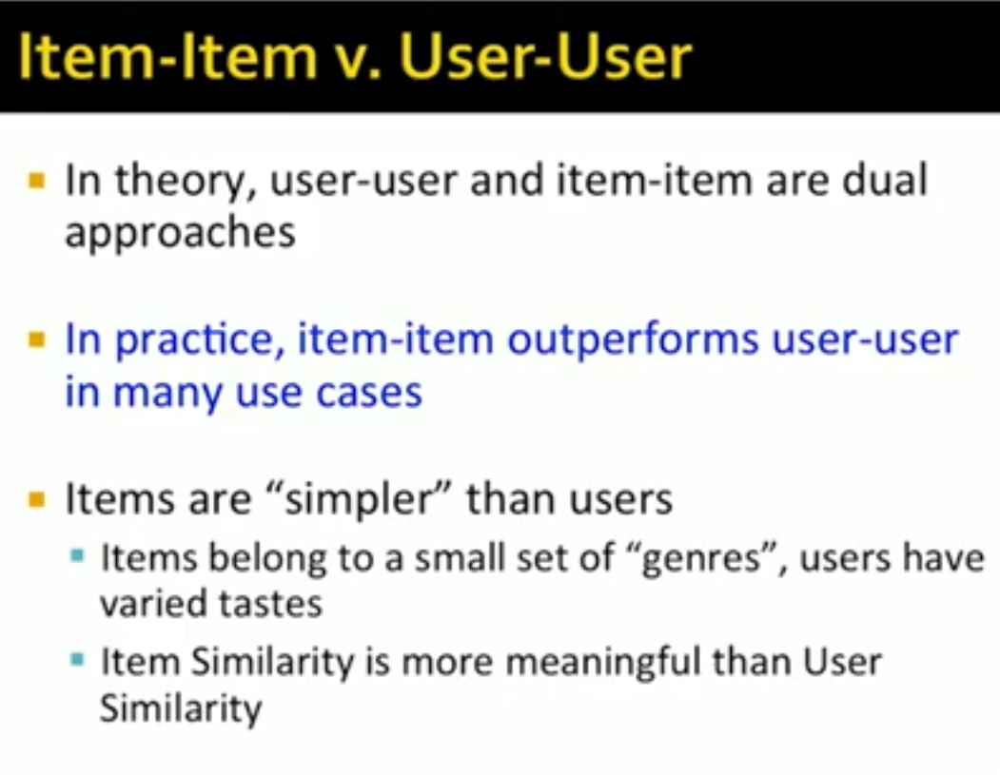 Item-Item v. User-User
In theory, user-user and item-item are dual
approaches
In practice, item-item outperforms user-user
in many use cases
Items are “simpler” than users
Items belong to a small set of “genres”, users have
varied tastes
Item Similarity is more meaningful than User
Similarity